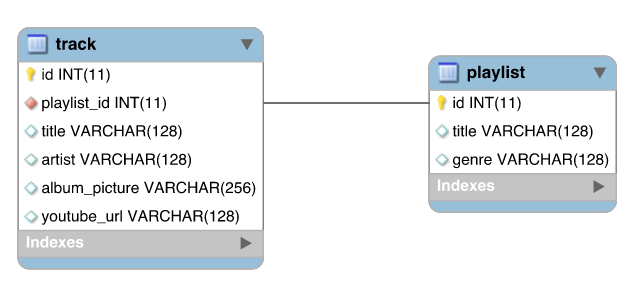 track
id INT(11)
playlist_id INT(11)
title VARCHAR(128)
artist VARCHAR(128)
album_picture VARCHAR(256)
youtube_url VARCHAR(128)
Indexes
playlist
id INT(11)
title VARCHAR(128)
genre VARCHAR(128)
Indexes